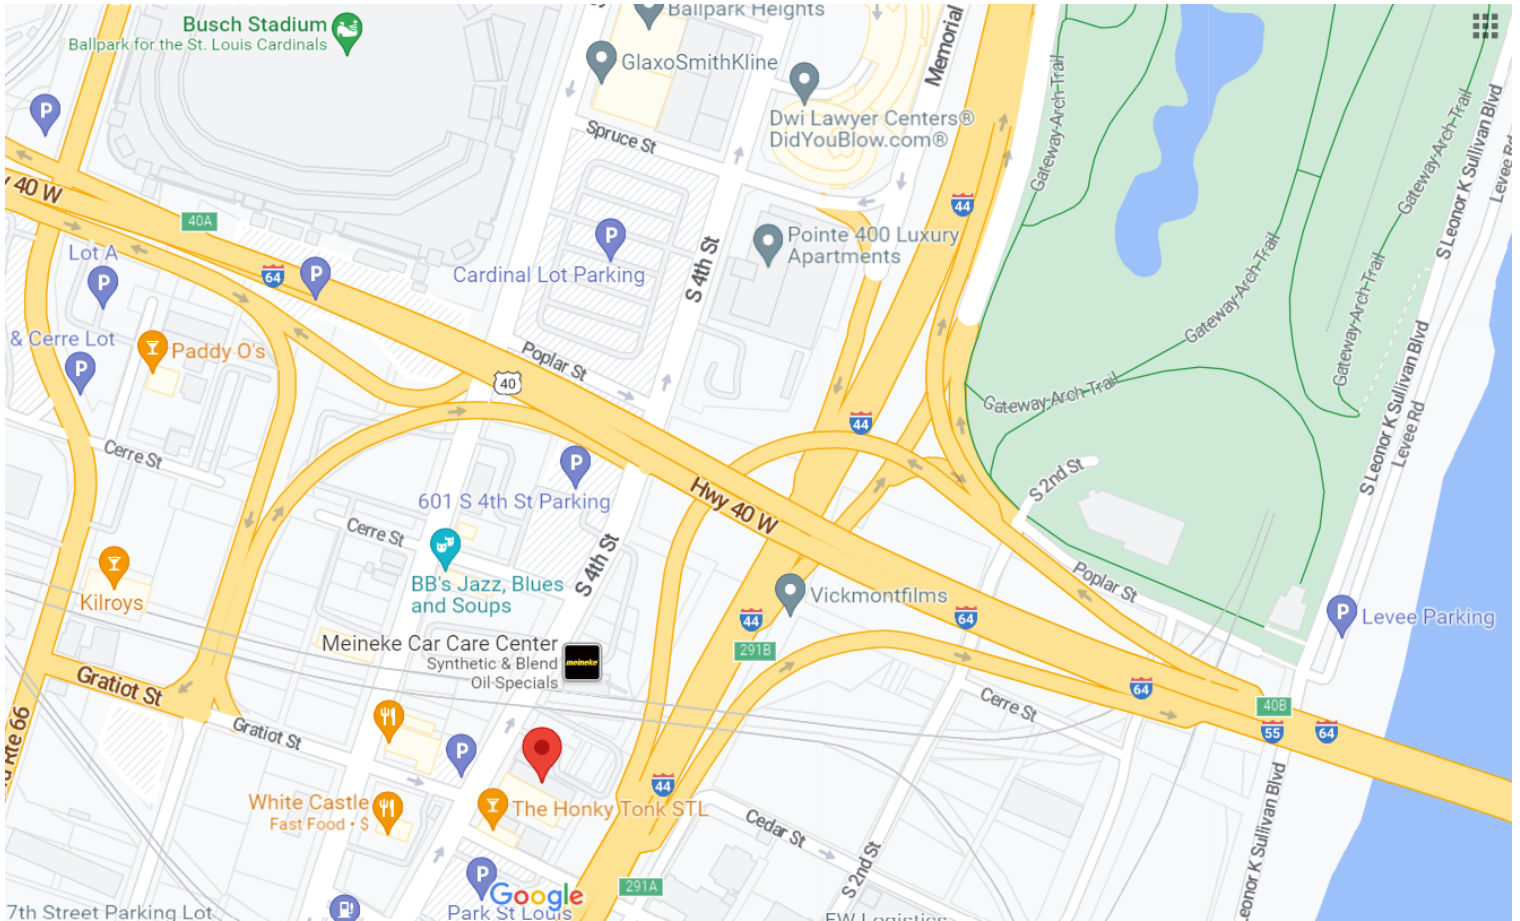 Ballpark Heights
Busch Stadium
Ballpark for the St. Louis Cardinals
GlaxoSmithKline
Memorial
P
Dwi Lawyer Centers®
DidYouBlow.com®
Spruce St
Gateway Arch Trail
Gateway Arch Trail
S Leonor K Sullivan Blvd
Levee Rd
40 W
40A
44
Lot A
P
64
P
P
Cardinal Lot Parking
S 4th St
Pointe 400 Luxury
Apartments
Gateway Arch Trail
Gateway Arch Trail
& Cerre Lot
P
Paddy O's
Poplar St
40
Gateway Arch Trail
S Leonor K Sullivan Blvd
Levee Rd
44
Cerre St
P
601 S 4th St Parking
Hwy 40 W
S 2nd St
Cerre St
S 4th St
BB's Jazz, Blues
and Soups
Kilroys
Vickmontfilms
Poplar St
44
64
P
Levee Parking
291B
Meineke Car Care Center
Synthetic & Blend
Oil Specials
meineke
Gratiot St
64
Cerre St
40B
55
64
Rte 66
Gratiot St
P
44
White Castle
Fast Food • $
The Honky Tonk STL
Cedar St
S 2nd St
Leonor K Sullivan Blvd
291A
P
Google
7th Street Parking Lot
Park St Louis
FW Logistics